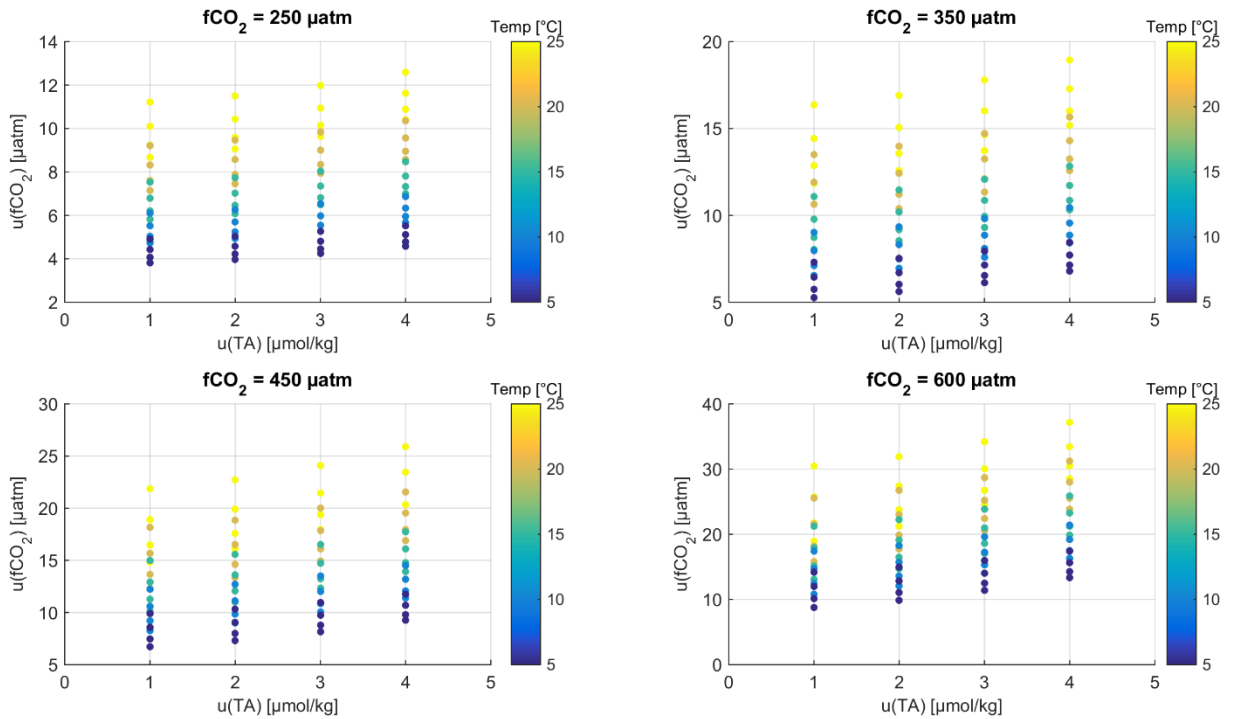 fCO2 = 250 µatm
Temp [°C]
14
12
10
8
6
4
2
u(fCO2) [µatm]
0 1 2 3 4 5
u(TA) [µmol/kg]
25
20
15
10
5
fCO2 = 350 µatm
Temp [°C]
20
15
10
5
u(fCO2) [µatm]
0 1 2 3 4 5
u(TA) [µmol/kg]
25
20
15
10
5
fCO2 = 450 µatm
Temp [°C]
30
25
20
15
10
5
u(fCO2) [µatm]
0 1 2 3 4 5
u(TA) [µmol/kg]
25
20
15
10
5
fCO2 = 600 µatm
Temp [°C]
40
30
20
10
0
u(fCO2) [µatm]
0 1 2 3 4 5
u(TA) [µmol/kg]
25
20
15
10
5